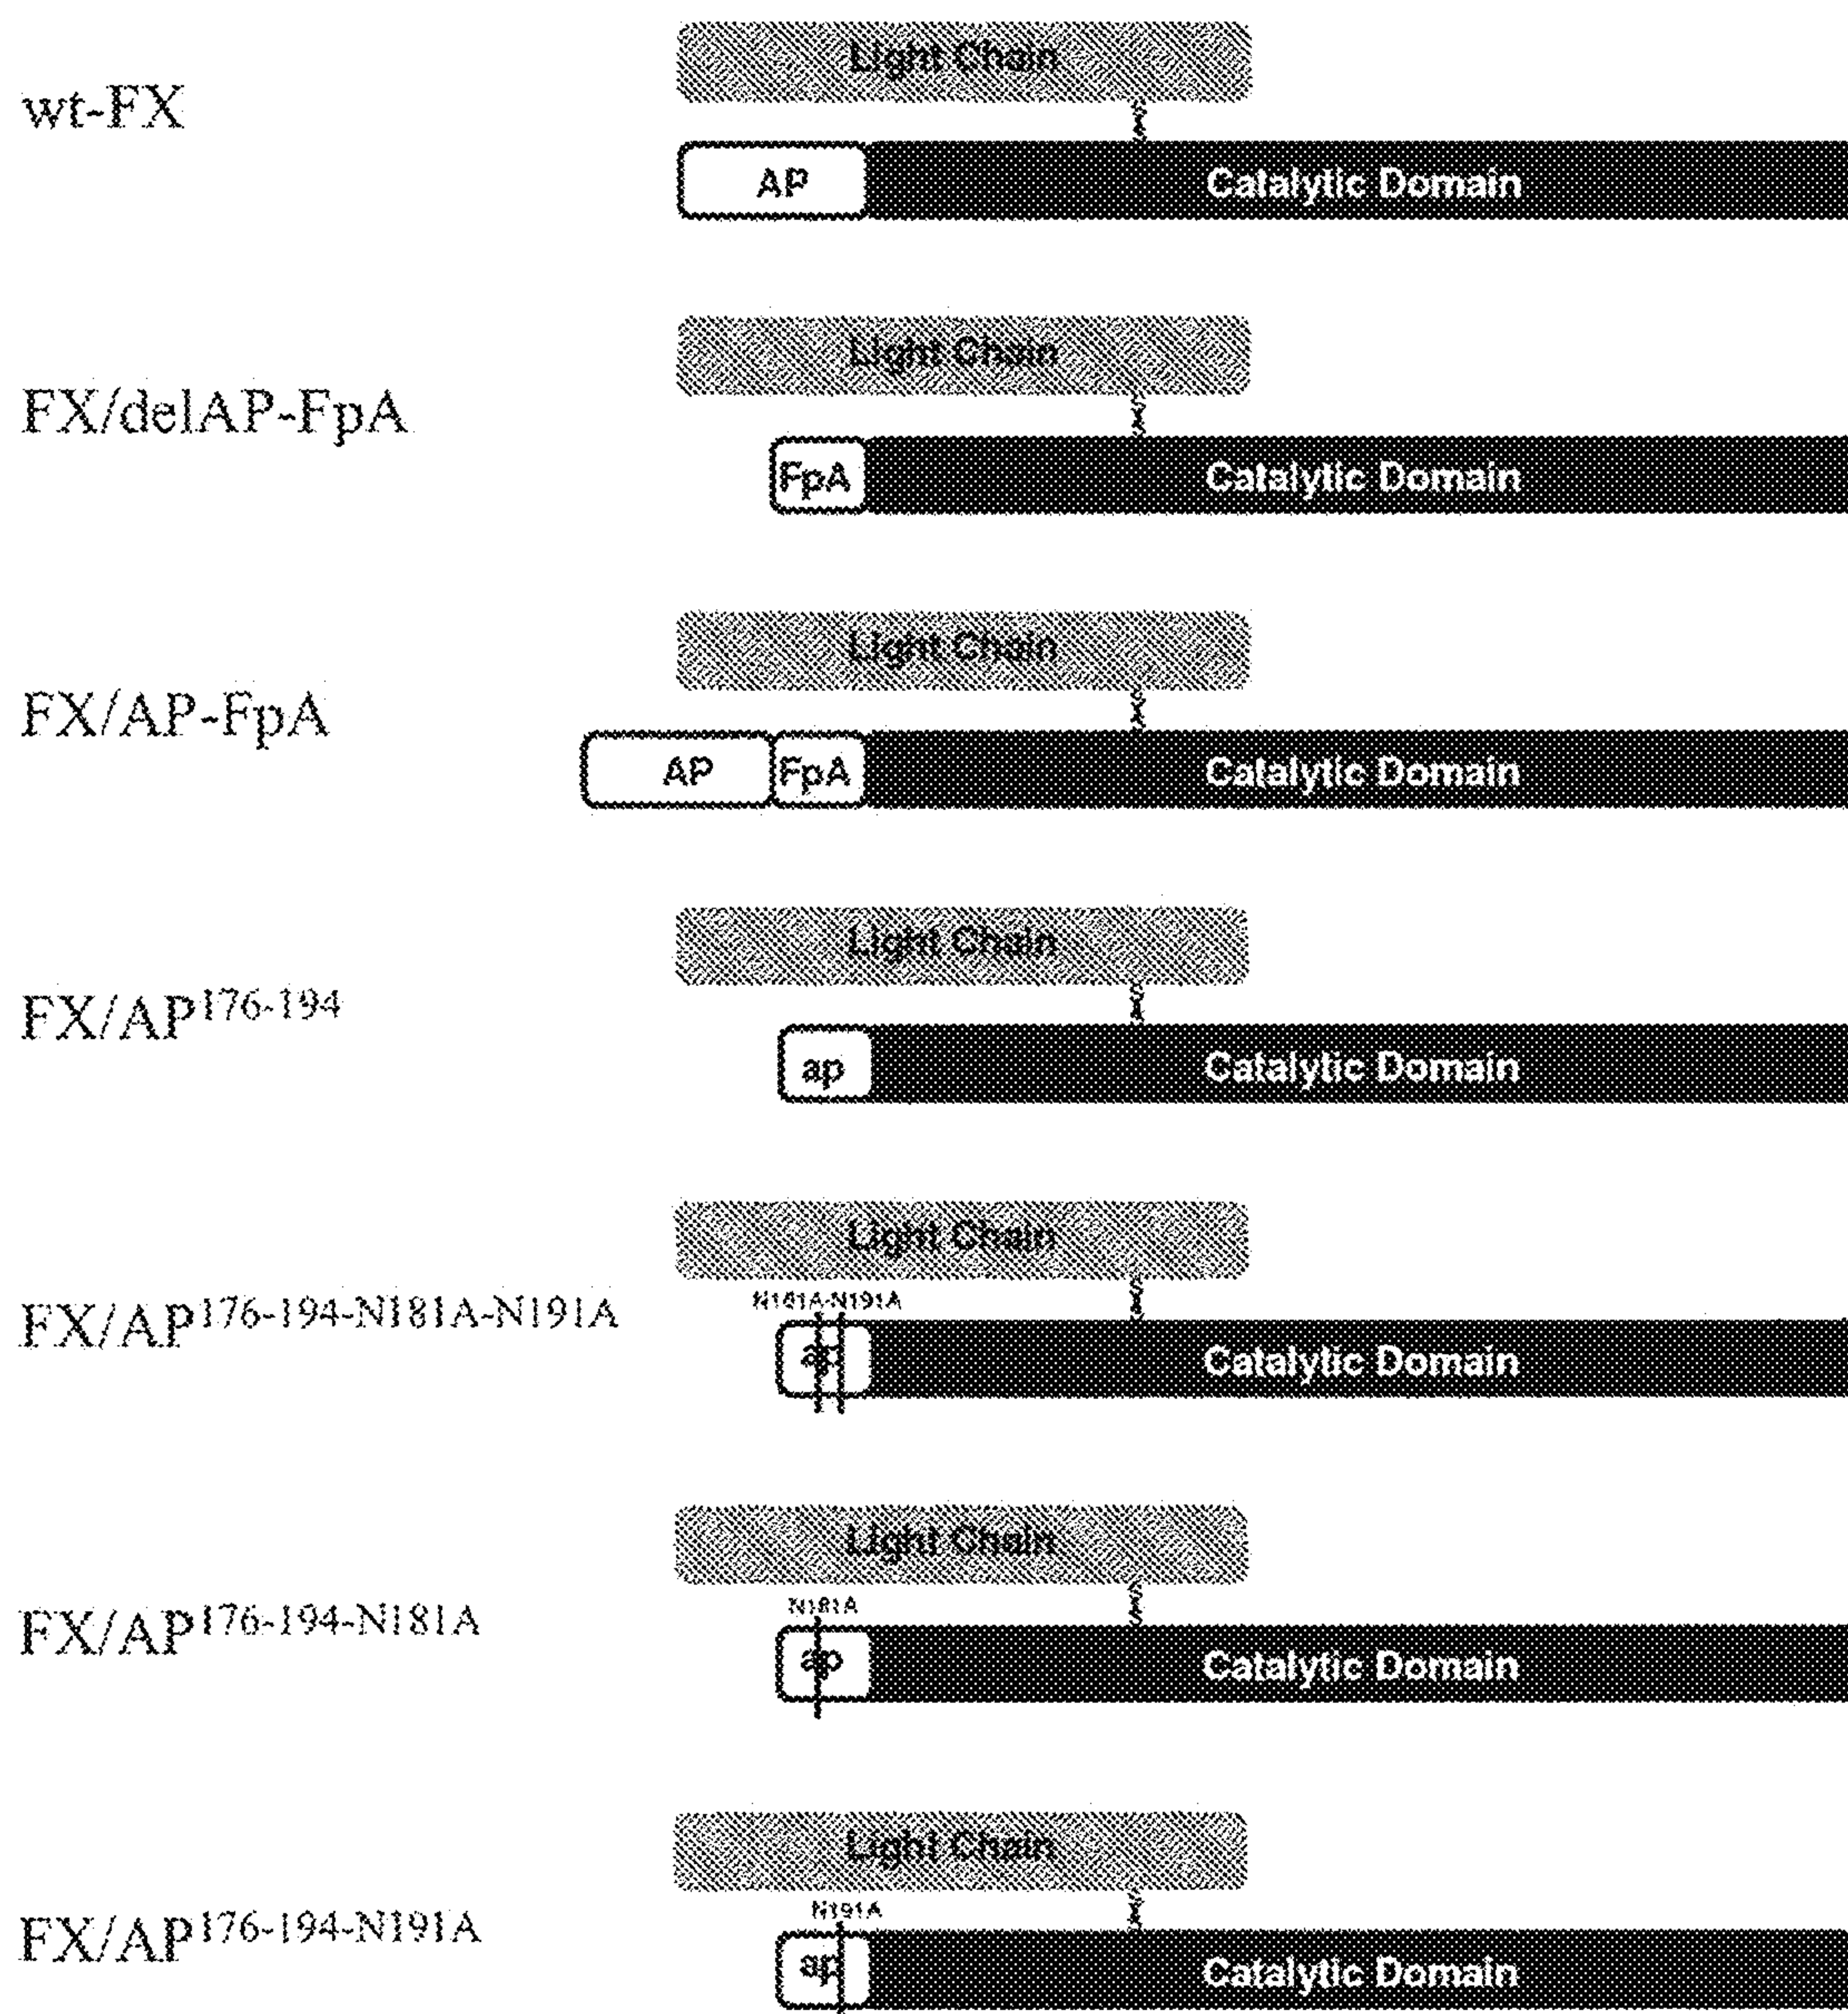 Light Chain
wt-FX
AP Catalytic Domain
Light Chain
FX/delAP-FpA
FpA Catalytic Domain
Light Chain
FX/AP-FpA
AP FpA Catalytic Domain
Light Chain
FX/AP176-194
ap Catalytic Domain
Light Chain
N181A-N191A
FX/AP176-194-N181A-N191A
ap Catalytic Domain
Light Chain
N181A
FX/AP176-194-N181A
ap Catalytic Domain
Light Chain
N191A
FX/AP176-194-N191A
ap Catalytic Domain